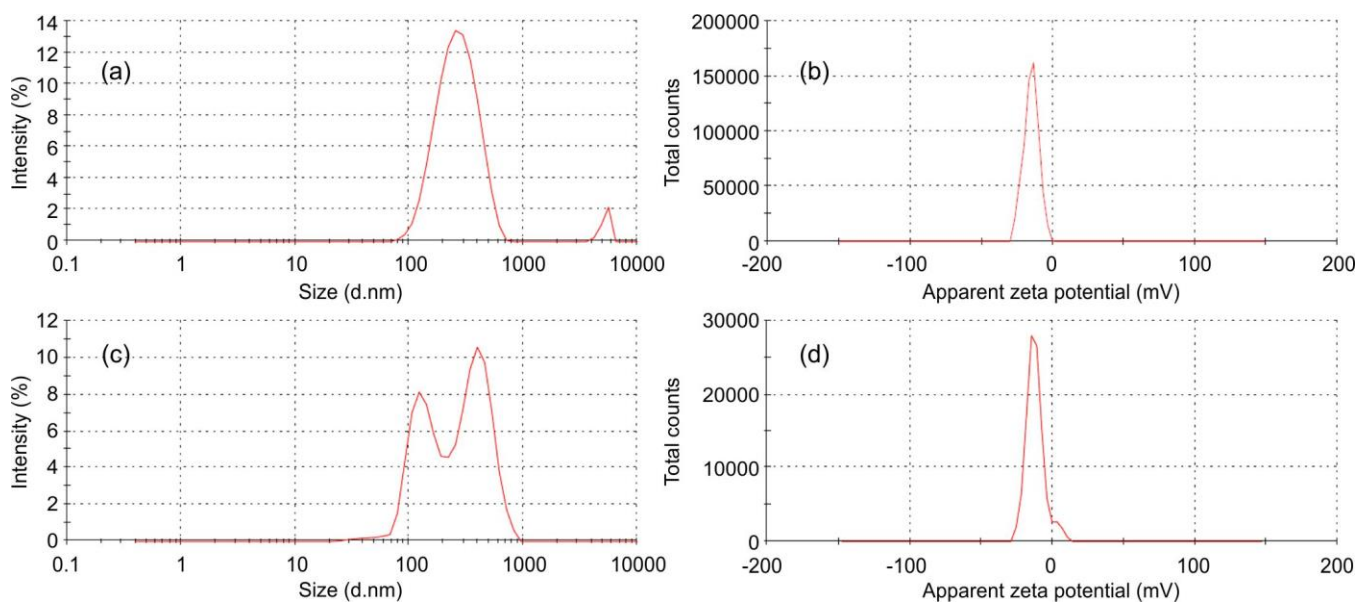 14
12
10
8
6
4
2
0
Intensity (%)
(a)
0.1 1 10 100 1000 10000
Size (d.nm)
200000
150000
100000
50000
0
Total counts
(b)
-200 -100 0 100 200
Apparent zeta potential (mV)
12
10
8
6
4
2
0
Intensity (%)
(c)
0.1 1 10 100 1000 10000
Size (d.nm)
30000
20000
10000
0
Total counts
(d)
-200 -100 0 100 200
Apparent zeta potential (mV)